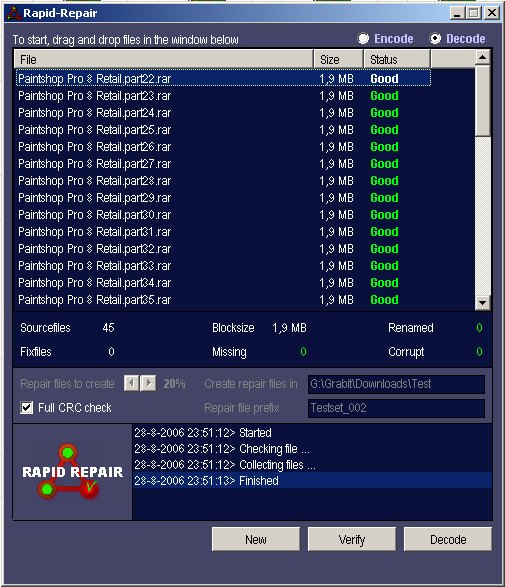 Rapid-Repair
To start, drag and drop files in the window below Encode Decode
File Size Status
Paintshop Pro 8 Retail.part22.rar 1,9 MB Good
Paintshop Pro 8 Retail.part23.rar 1,9 MB Good
Paintshop Pro 8 Retail.part24.rar 1,9 MB Good
Paintshop Pro 8 Retail.part25.rar 1,9 MB Good
Paintshop Pro 8 Retail.part26.rar 1,9 MB Good
Paintshop Pro 8 Retail.part27.rar 1,9 MB Good
Paintshop Pro 8 Retail.part28.rar 1,9 MB Good
Paintshop Pro 8 Retail.part29.rar 1,9 MB Good
Paintshop Pro 8 Retail.part30.rar 1,9 MB Good
Paintshop Pro 8 Retail.part31.rar 1,9 MB Good
Paintshop Pro 8 Retail.part32.rar 1,9 MB Good
Paintshop Pro 8 Retail.part33.rar 1,9 MB Good
Paintshop Pro 8 Retail.part34.rar 1,9 MB Good
Paintshop Pro 8 Retail.part35.rar 1,9 MB Good
Sourcefiles 45 Blocksize 1,9 MB Renamed 0
Fixfiles 0 Missing 0 Corrupt 0
Repair files to create 20% Create repair files in G:\Grabit\Downloads\Test
Full CRC check Repair file prefix Testset_002
RAPID REPAIR
28-8-2006 23:51:12> Started
28-8-2006 23:51:12> Checking file ...
28-8-2006 23:51:12> Collecting files ...
28-8-2006 23:51:13> Finished
New Verify Decode